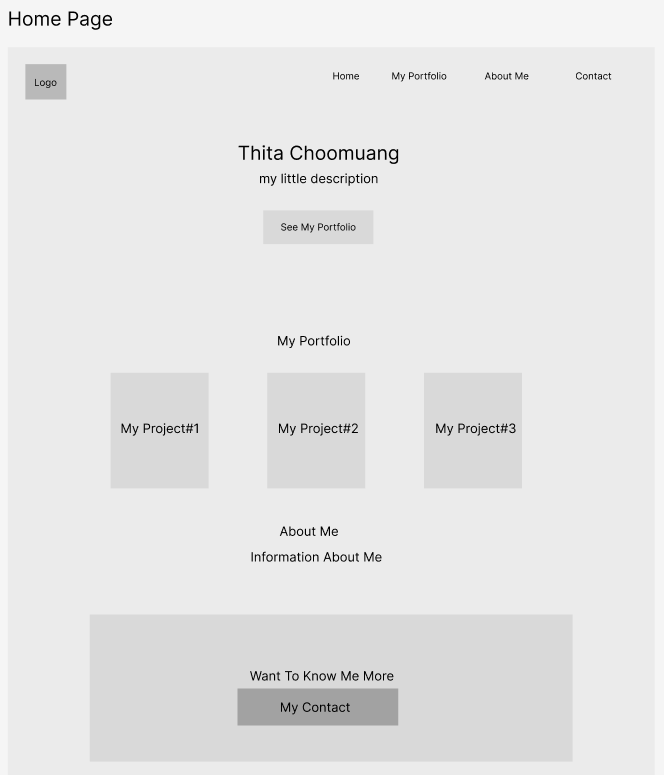 Home Page
Logo
Home My Portfolio About Me Contact
Thita Choomuang
my little description
See My Portfolio
My Portfolio
My Project#1 My Project#2 My Project#3
About Me
Information About Me
Want To Know Me More
My Contact